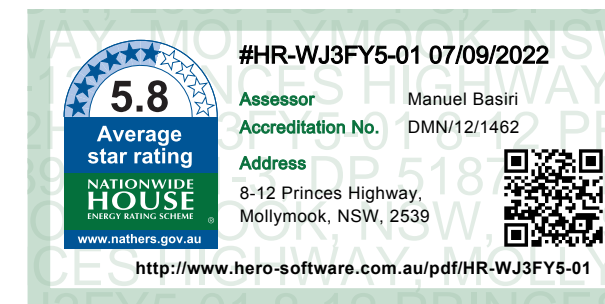 #HR-WJ3FY5-01 07/09/2022
5.8
Average
star rating
NATIONWIDE
HOUSE
ENERGY RATING SCHEME ®
www.nathers.gov.au
Assessor Manuel Basiri
Accreditation No. DMN/12/1462
Address
8-12 Princes Highway,
Mollymook, NSW, 2539
http://www.hero-software.com.au/pdf/HR-WJ3FY5-01